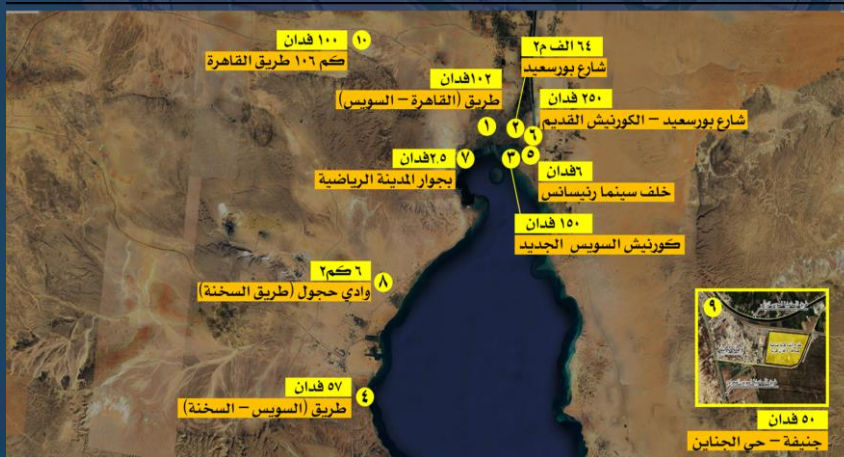 ١٠
١٠٠ فدان
كم ١٠٦ طريق القاهرة
٦٤ الف م٢
شارع بورسعيد
١٠٢فدان
طريق (القاهرة – السويس)
٢٥٠ فدان
شارع بورسعيد – الكورنيش القديم
١
٢
٦
٧
٣
٥
٢.٥فدان
بجوار المدينة الرياضية
٦فدان
خلف سينما رنيسانس
١٥٠ فدان
كورنيش السويس الجديد
٦ كم٢
وادي حجول (طريق السخنة)
٨
٩
٥٧ فدان
طريق (السويس – السخنة)
٤
٥٠ فدان
جنيفة – حي الجناين